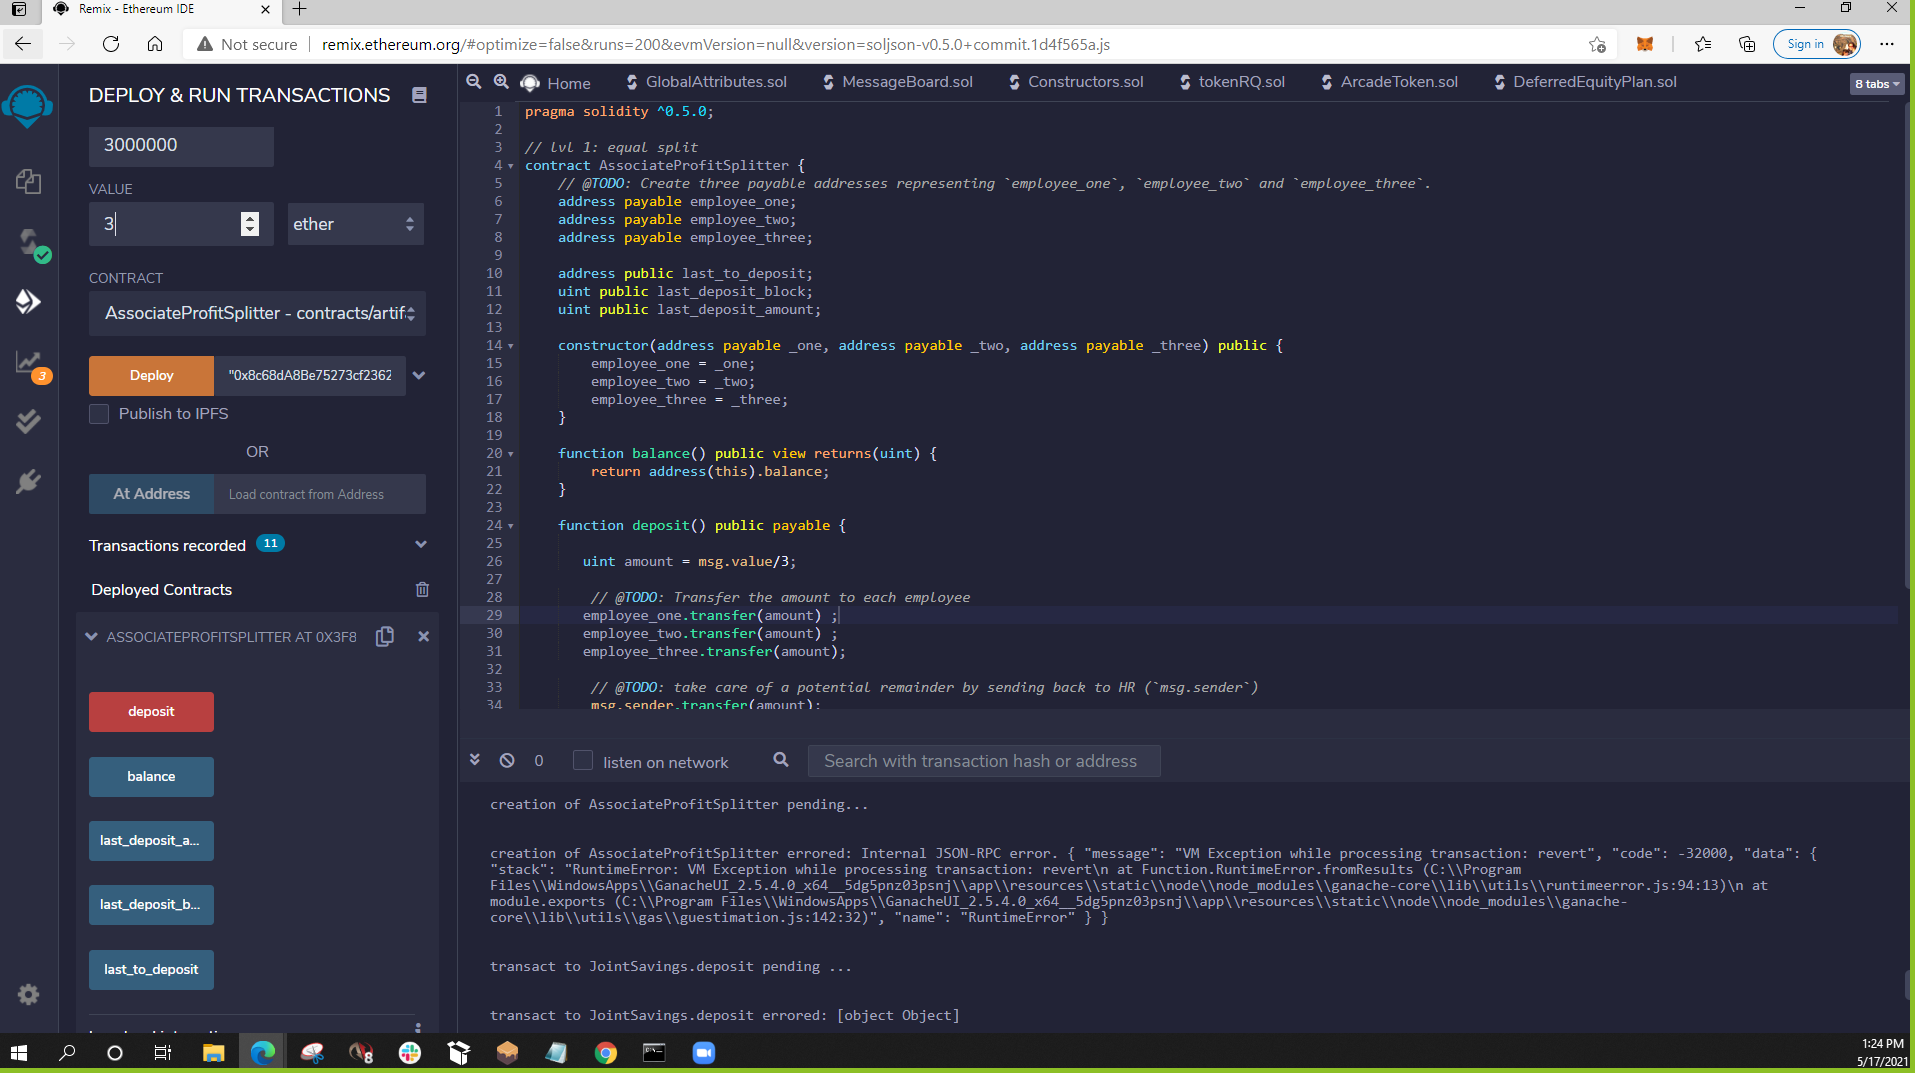 Remix - Ethereum IDE
Not secure
remix.ethereum.org/#optimize=false&runs=200&evmVersion=null&version=soljson-v0.5.0+commit.1d4f565a.js
Sign in
DEPLOY & RUN TRANSACTIONS
3000000
VALUE
3
ether
CONTRACT
AssociateProfitSplitter - contracts/artif
Deploy
"0x8c68dA8Be75273cf2362
Publish to IPFS
OR
At Address
Load contract from Address
Transactions recorded 11
Deployed Contracts
ASSOCIATEPROFITSPLITTER AT 0X3F8
deposit
balance
last_deposit_a...
last_deposit_b...
last_to_deposit
3
Home
GlobalAttributes.sol
MessageBoard.sol
Constructors.sol
tokenRQ.sol
ArcadeToken.sol
DeferredEquityPlan.sol
8 tabs
1 pragma solidity ^0.5.0;
2
3 // lvl 1: equal split
4 contract AssociateProfitSplitter {
5 // @TODO: Create three payable addresses representing `employee_one`, `employee_two` and `employee_three`.
6 address payable employee_one;
7 address payable employee_two;
8 address payable employee_three;
9
10 address public last_to_deposit;
11 uint public last_deposit_block;
12 uint public last_deposit_amount;
13
14 constructor(address payable _one, address payable _two, address payable _three) public {
15 employee_one = _one;
16 employee_two = _two;
17 employee_three = _three;
18 }
19
20 function balance() public view returns(uint) {
21 return address(this).balance;
22 }
23
24 function deposit() public payable {
25
26 uint amount = msg.value/3;
27
28 // @TODO: Transfer the amount to each employee
29 employee_one.transfer(amount) ;
30 employee_two.transfer(amount) ;
31 employee_three.transfer(amount);
32
33 // @TODO: take care of a potential remainder by sending back to HR (`msg.sender`)
34 msg.sender.transfer(amount);
0
listen on network
Search with transaction hash or address
creation of AssociateProfitSplitter pending...
creation of AssociateProfitSplitter errored: Internal JSON-RPC error. { "message": "VM Exception while processing transaction: revert", "code": -32000, "data": {
"stack": "RuntimeError: VM Exception while processing transaction: revert\n at Function.RuntimeError.fromResults (C:\\Program
Files\\WindowsApps\\GanacheUI_2.5.4.0_x64__5dg5pnz03psnj\\app\\resources\\static\\node\\node_modules\\ganache-core\\lib\\utils\\runtimeerror.js:94:13)\n at
module.exports (C:\\Program Files\\WindowsApps\\GanacheUI_2.5.4.0_x64__5dg5pnz03psnj\\app\\resources\\static\\node\\node_modules\\ganache-
core\\lib\\utils\\gas\\guestimation.js:142:32)", "name": "RuntimeError" } }
transact to JointSavings.deposit pending ...
transact to JointSavings.deposit errored: [object Object]
8
1:24 PM
5/17/2021